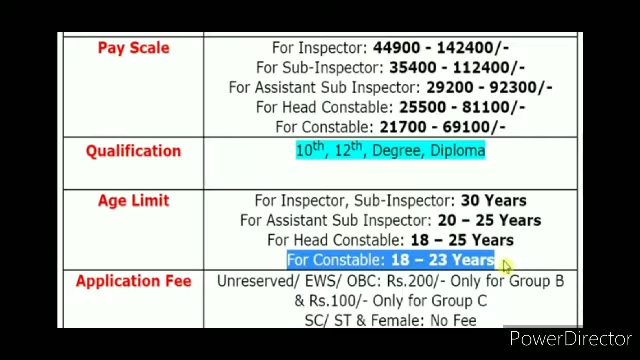 Pay Scale
For Inspector: 44900 - 142400/-
For Sub-Inspector: 35400 - 112400/-
For Assistant Sub Inspector: 29200 - 92300/-
For Head Constable: 25500 - 81100/-
For Constable: 21700 - 69100/-
Qualification
10th, 12th, Degree, Diploma
Age Limit
For Inspector, Sub-Inspector: 30 Years
For Assistant Sub Inspector: 20 – 25 Years
For Head Constable: 18 – 25 Years
For Constable: 18 – 23 Years
Application Fee
Unreserved/ EWS/ OBC: Rs.200/- Only for Group B
& Rs.100/- Only for Group C
SC/ ST & Female: No Fee
PowerDirector